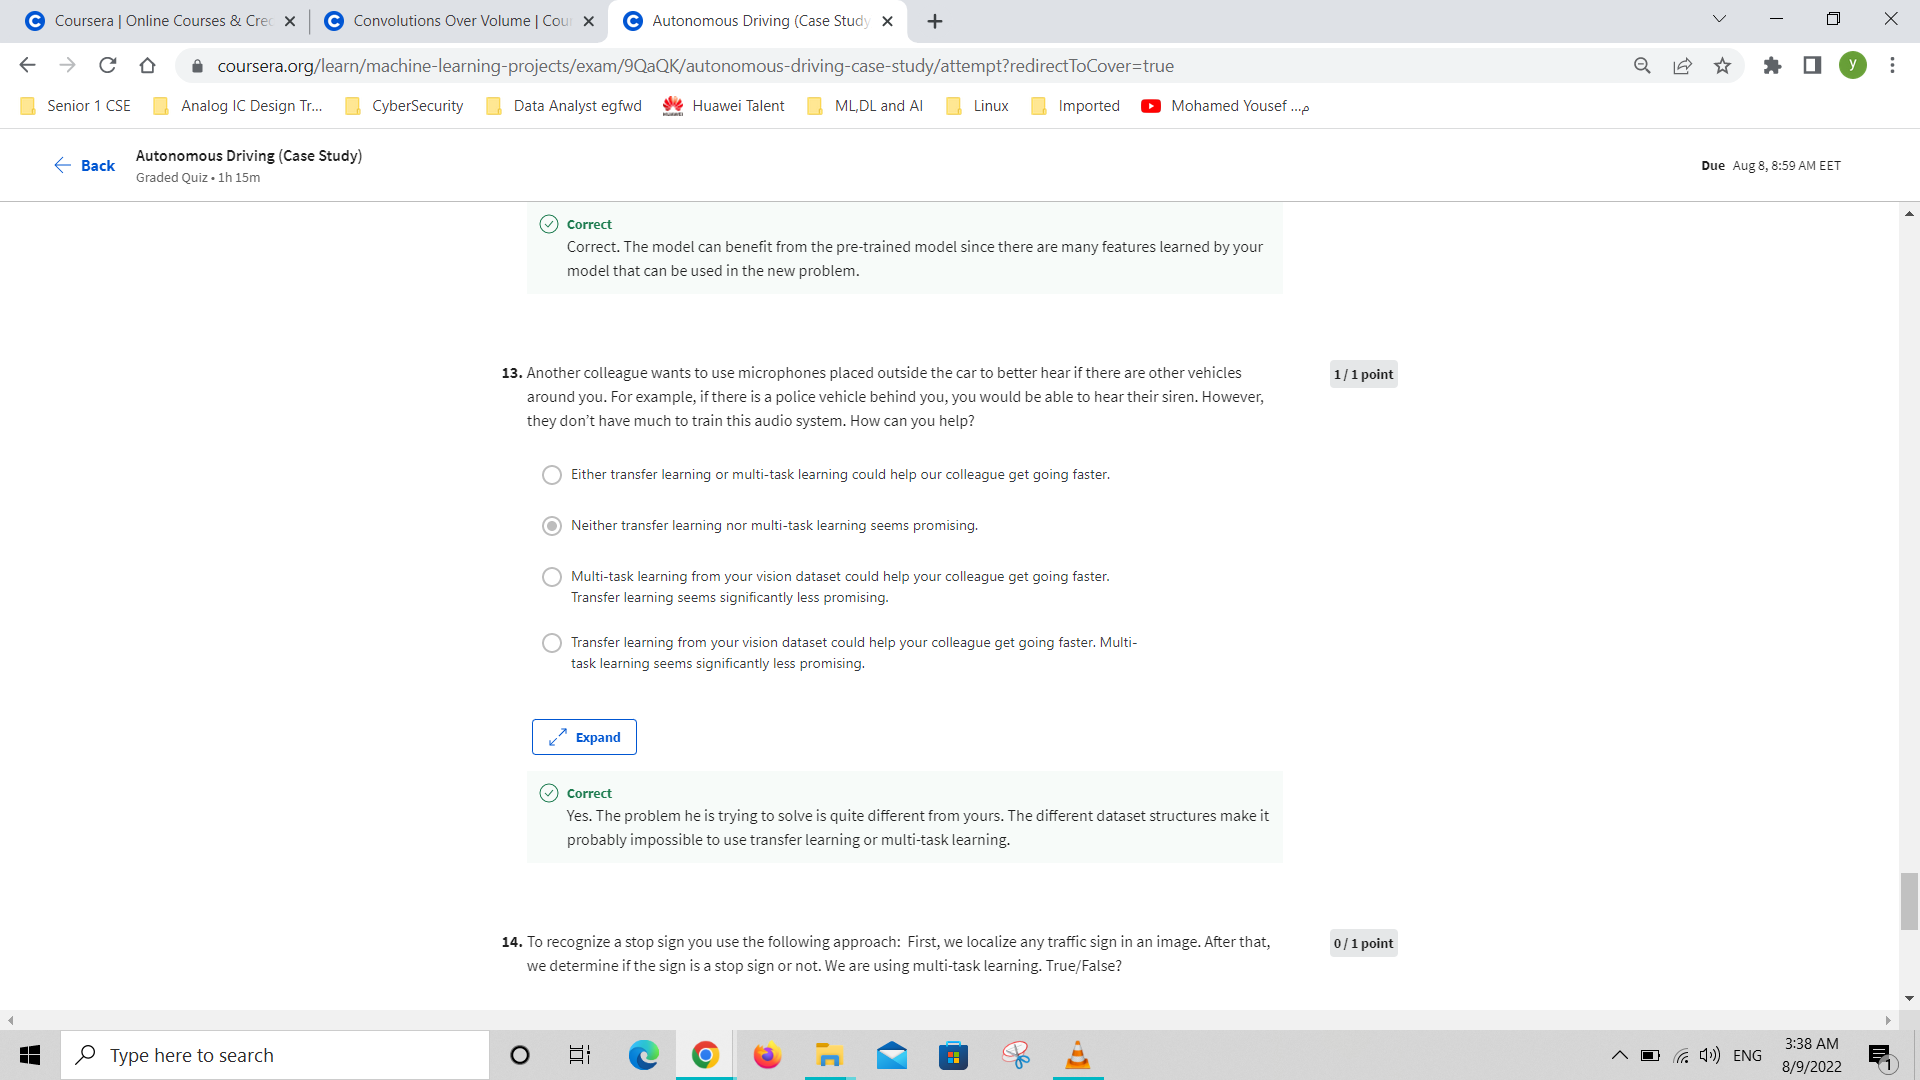 Coursera | Online Courses & Cre
Convolutions Over Volume | Cou
Autonomous Driving (Case Study
coursera.org/learn/machine-learning-projects/exam/9QaQK/autonomous-driving-case-study/attempt?redirectToCover=true
y
Senior 1 CSE
Analog IC Design Tr...
CyberSecurity
Data Analyst egfwd
Huawei Talent
ML,DL and AI
Linux
Imported
Mohamed Yousef ...م
Back
Autonomous Driving (Case Study)
Graded Quiz • 1h 15m
Due Aug 8, 8:59 AM EET
Correct
Correct. The model can benefit from the pre-trained model since there are many features learned by your
model that can be used in the new problem.
13. Another colleague wants to use microphones placed outside the car to better hear if there are other vehicles
around you. For example, if there is a police vehicle behind you, you would be able to hear their siren. However,
they don’t have much to train this audio system. How can you help?
1 / 1 point
Either transfer learning or multi-task learning could help our colleague get going faster.
Neither transfer learning nor multi-task learning seems promising.
Multi-task learning from your vision dataset could help your colleague get going faster.
Transfer learning seems significantly less promising.
Transfer learning from your vision dataset could help your colleague get going faster. Multi-
task learning seems significantly less promising.
Expand
Correct
Yes. The problem he is trying to solve is quite different from yours. The different dataset structures make it
probably impossible to use transfer learning or multi-task learning.
14. To recognize a stop sign you use the following approach: First, we localize any traffic sign in an image. After that,
we determine if the sign is a stop sign or not. We are using multi-task learning. True/False?
0 / 1 point
Type here to search
ENG
3:38 AM
8/9/2022
1